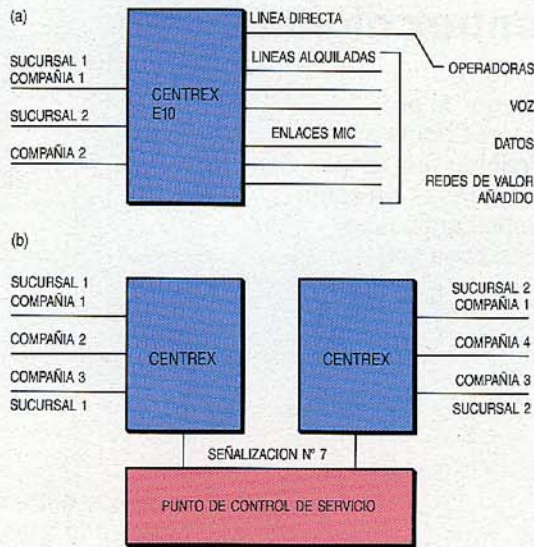 (a)
LINEA DIRECTA
SUCURSAL 1
COMPAÑIA 1
LINEAS ALQUILADAS
OPERADORAS
CENTREX
E10
VOZ
SUCURSAL 2
ENLACES MIC
DATOS
COMPAÑIA 2
REDES DE VALOR
AÑADIDO
(b)
SUCURSAL 1
COMPAÑIA 1
COMPAÑIA 2
COMPAÑIA 3
SUCURSAL 1
CENTREX
CENTREX
SUCURSAL 2
COMPAÑIA 1
COMPAÑIA 4
COMPAÑIA 3
SUCURSAL 2
SEÑALIZACION Nº 7
PUNTO DE CONTROL DE SERVICIO